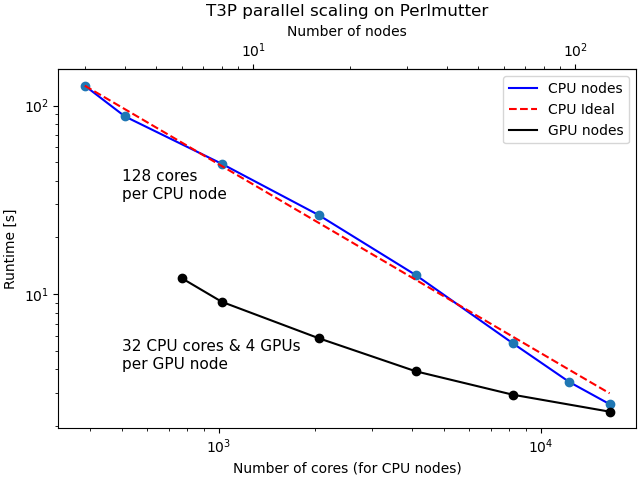 T3P parallel scaling on Perlmutter
Number of nodes
10¹ 10²
CPU nodes
CPU Ideal
GPU nodes
10²
128 cores
per CPU node
Runtime [s]
10¹
32 CPU cores & 4 GPUs
per GPU node
10³ 10⁴
Number of cores (for CPU nodes)